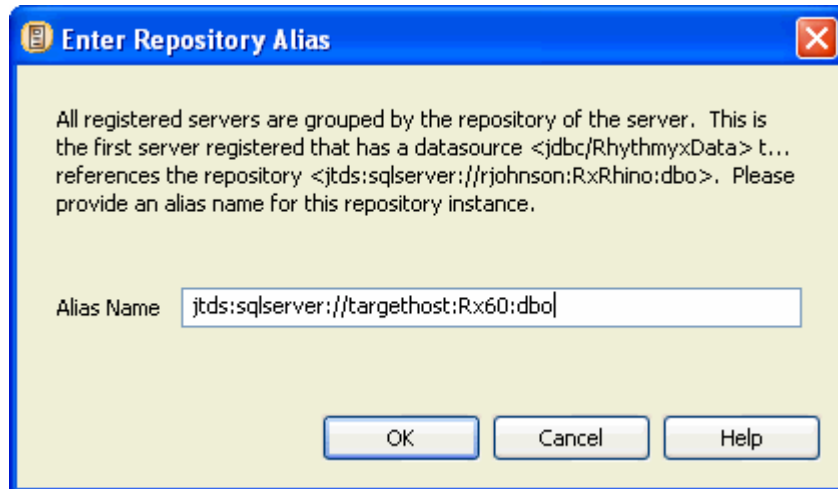 Enter Repository Alias
All registered servers are grouped by the repository of the server. This is
the first server registered that has a datasource <jdbc/RhythmyxData> t...
references the repository <jtds:sqlserver://rjohnson:RxRhino:dbo>. Please
provide an alias name for this repository instance.
Alias Name jtds:sqlserver://targethost:Rx60:dbo
OK Cancel Help